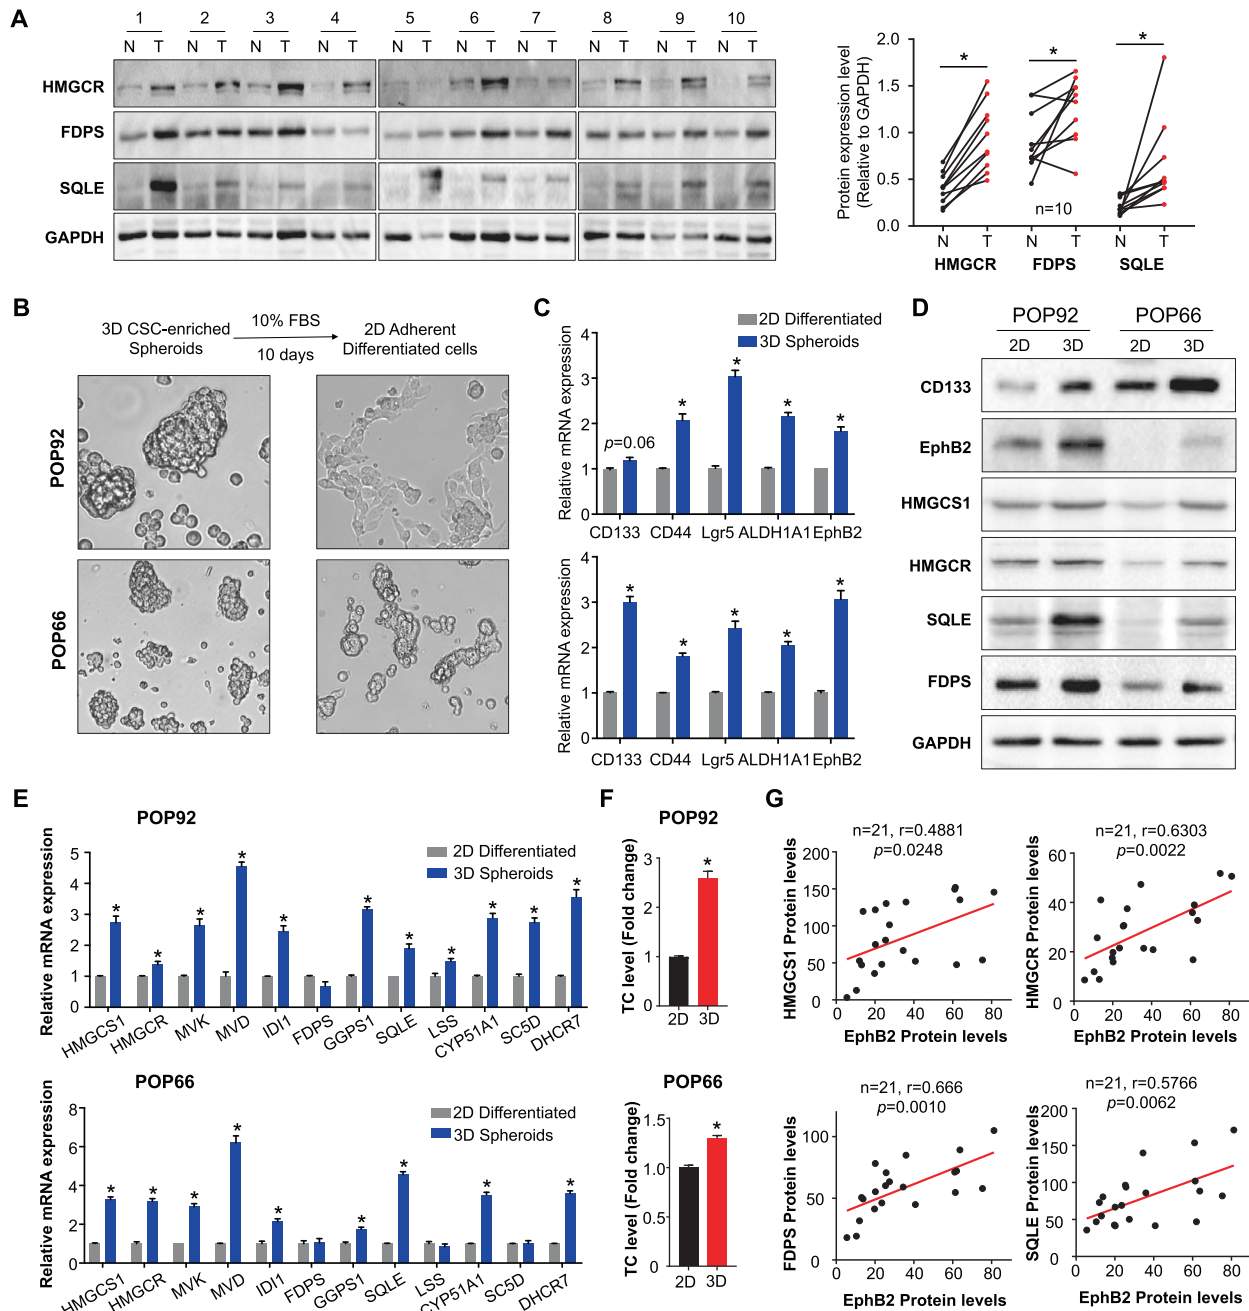 A
1 2 3 4 5 6 7 8 9 10
N T N T N T N T N T N T N T N T N T N T
HMGCR
FDPS
SQLE
GAPDH
Protein expression level
(Relative to GAPDH)
2.0
1.5
1.0
0.5
0
* * *
n=10
N T N T N T
HMGCR FDPS SQLE
B
3D CSC-enriched
Spheroids
10% FBS
10 days
2D Adherent
Differentiated cells
POP92
POP66
C
2D Differentiated
3D Spheroids
Relative mRNA expression
4
3
2
1
0
p=0.06 * * * *
CD133 CD44 Lgr5 ALDH1A1 EphB2
Relative mRNA expression
4
3
2
1
0
* * * * *
CD133 CD44 Lgr5 ALDH1A1 EphB2
D
POP92 POP66
2D 3D 2D 3D
CD133
EphB2
HMGCS1
HMGCR
SQLE
FDPS
GAPDH
E
POP92
2D Differentiated
3D Spheroids
Relative mRNA expression
5
4
3
2
1
0
* * * * * * * * * * *
HMGCS1 HMGCR MVK MVD IDI1 FDPS GGPS1 SQLE LSS CYP51A1 SC5D DHCR7
POP66
2D Differentiated
3D Spheroids
Relative mRNA expression
8
6
4
2
0
* * * * * * * * *
HMGCS1 HMGCR MVK MVD IDI1 FDPS GGPS1 SQLE LSS CYP51A1 SC5D DHCR7
F
POP92
TC level (Fold change)
3
2
1
0
*
2D 3D
POP66
TC level (Fold change)
1.5
1.0
0.5
0
*
2D 3D
G
n=21, r=0.4881
p=0.0248
HMGCS1 Protein levels
200
150
100
50
0
0 20 40 60 80
EphB2 Protein levels
n=21, r=0.6303
p=0.0022
HMGCR Protein levels
60
40
20
0
0 20 40 60 80
EphB2 Protein levels
n=21, r=0.666
p=0.0010
FDPS Protein levels
100
50
0
0 20 40 60 80
EphB2 Protein levels
n=21, r=0.5766
p=0.0062
SQLE Protein levels
200
150
100
50
0
0 20 40 60 80
EphB2 Protein levels